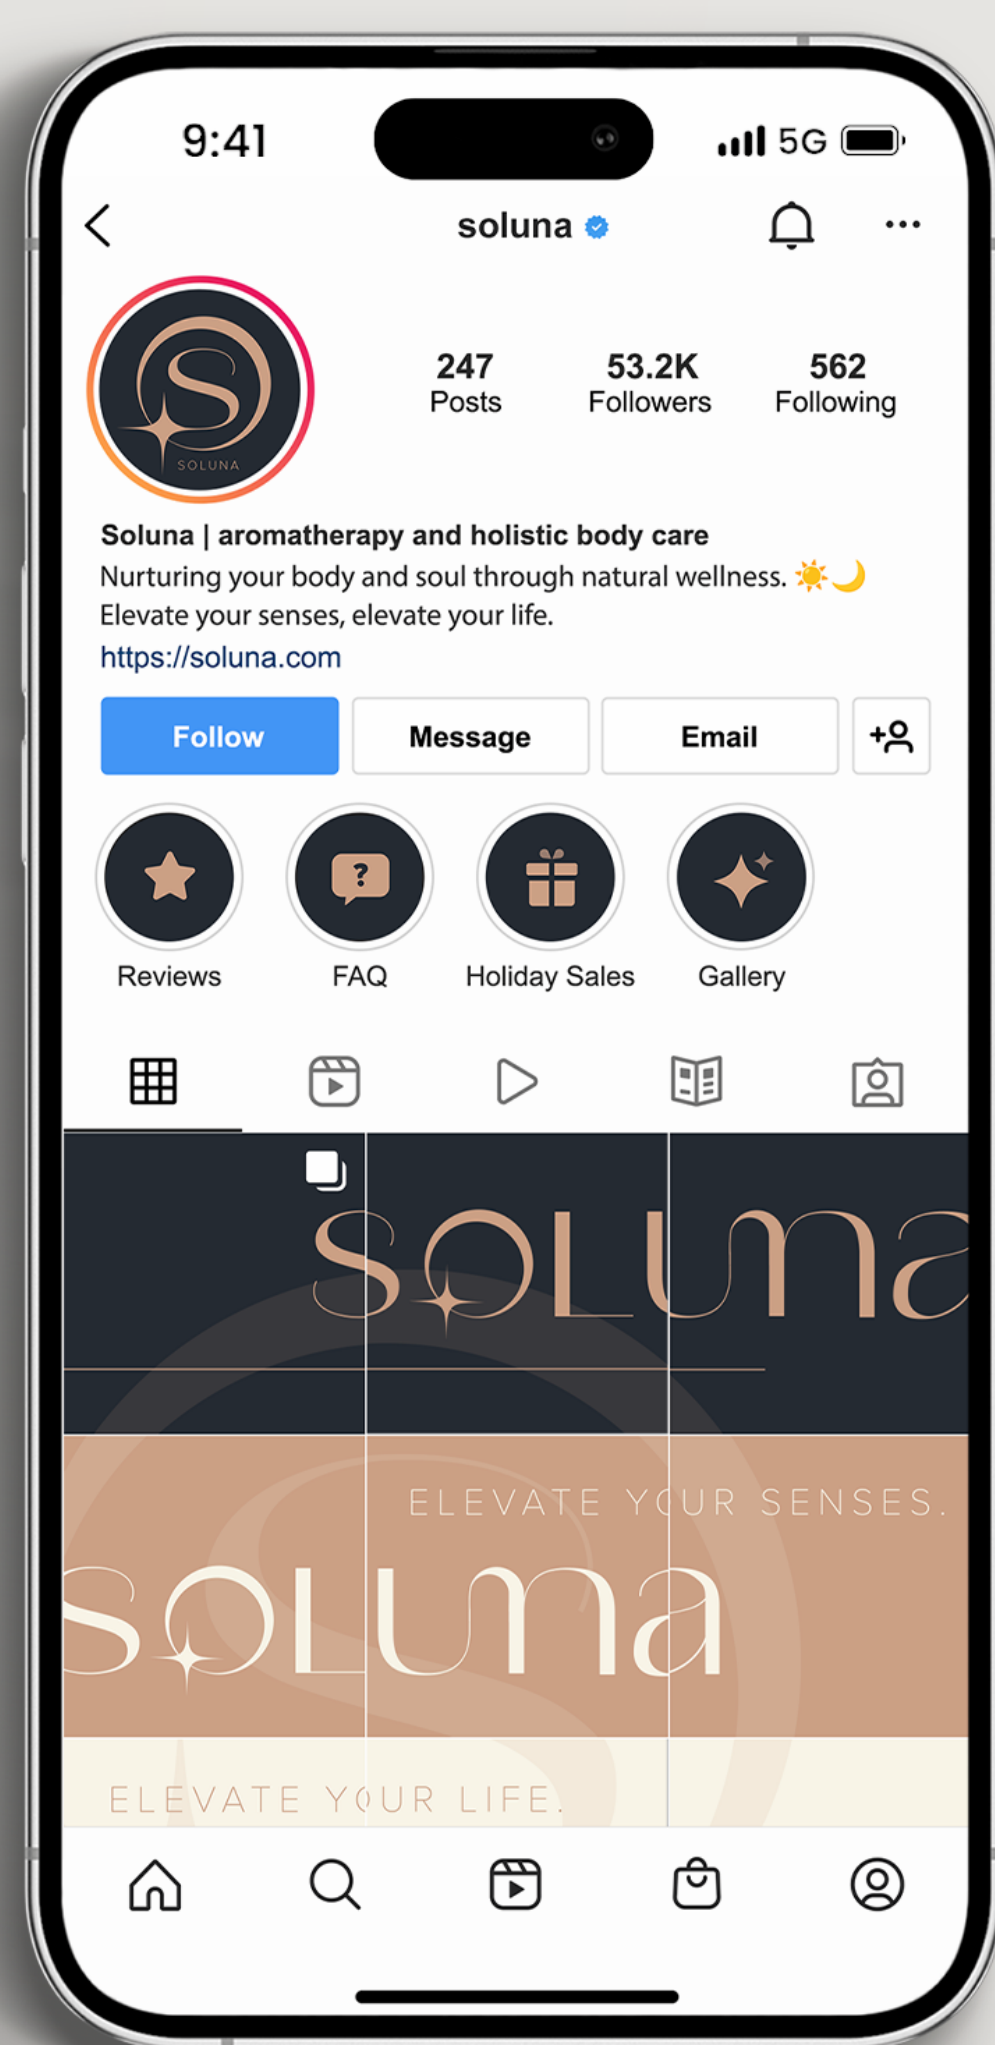 9:41 5G
soluna
SOLUNA
247 53.2K 562
Posts Followers Following
Soluna | aromatherapy and holistic body care
Nurturing your body and soul through natural wellness. ☀️🌙
Elevate your senses, elevate your life.
https://soluna.com
Follow Message Email
?
Reviews FAQ Holiday Sales Gallery
SOLUna
ELEVATE YOUR SENSES.
SOLUna
ELEVATE YOUR LIFE.